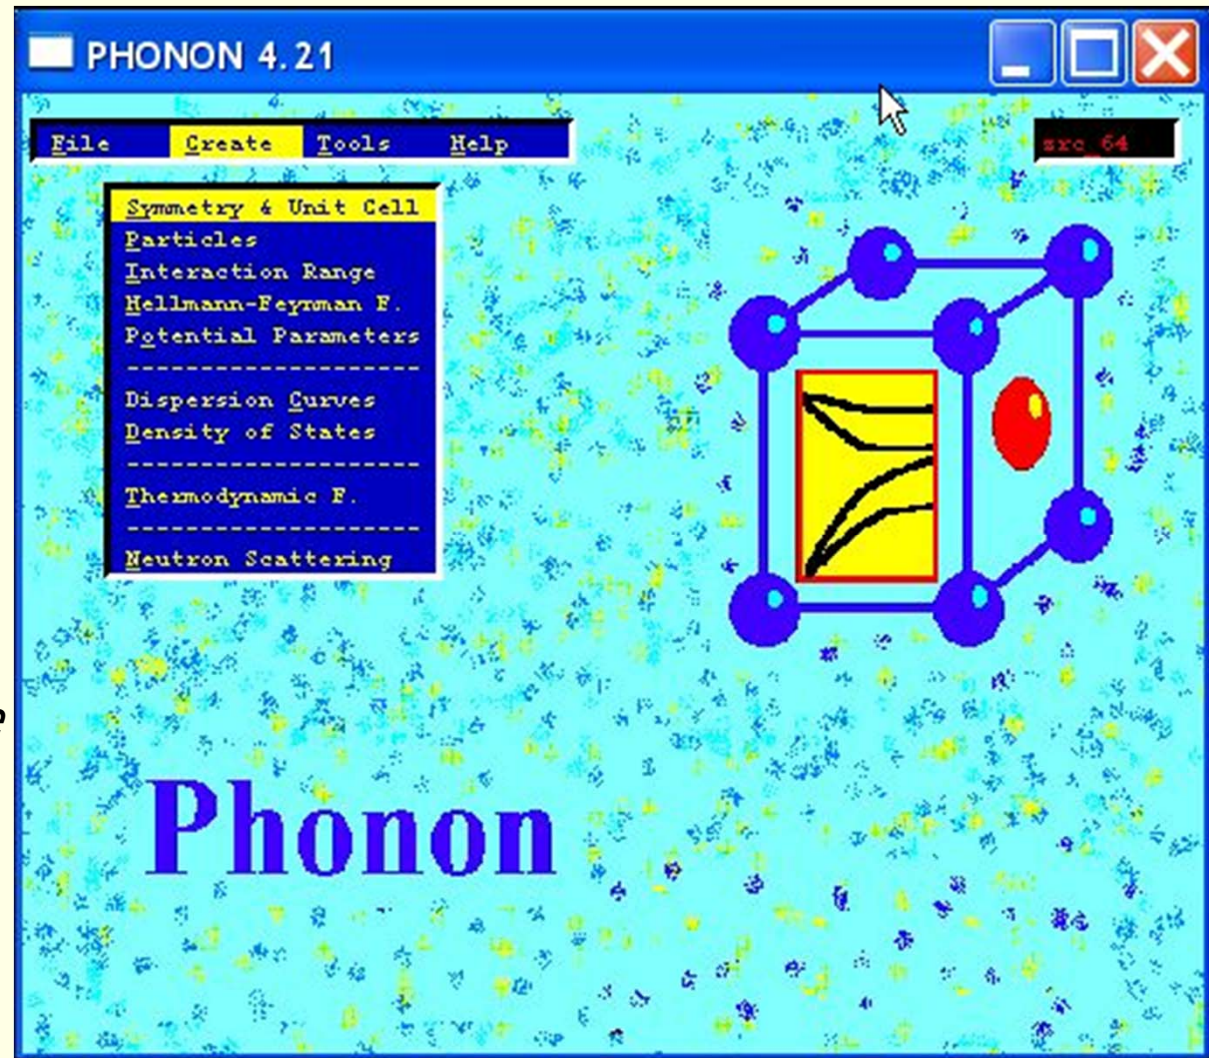 PHONON 4.21
File Create Tools Help
zrc_64
Symmetry & Unit Cell
Particles
Interaction Range
Hellmann-Feynman F.
Potential Parameters
--------------------
Dispersion Curves
Density of States
--------------------
Thermodynamic F.
--------------------
Neutron Scattering
Phonon